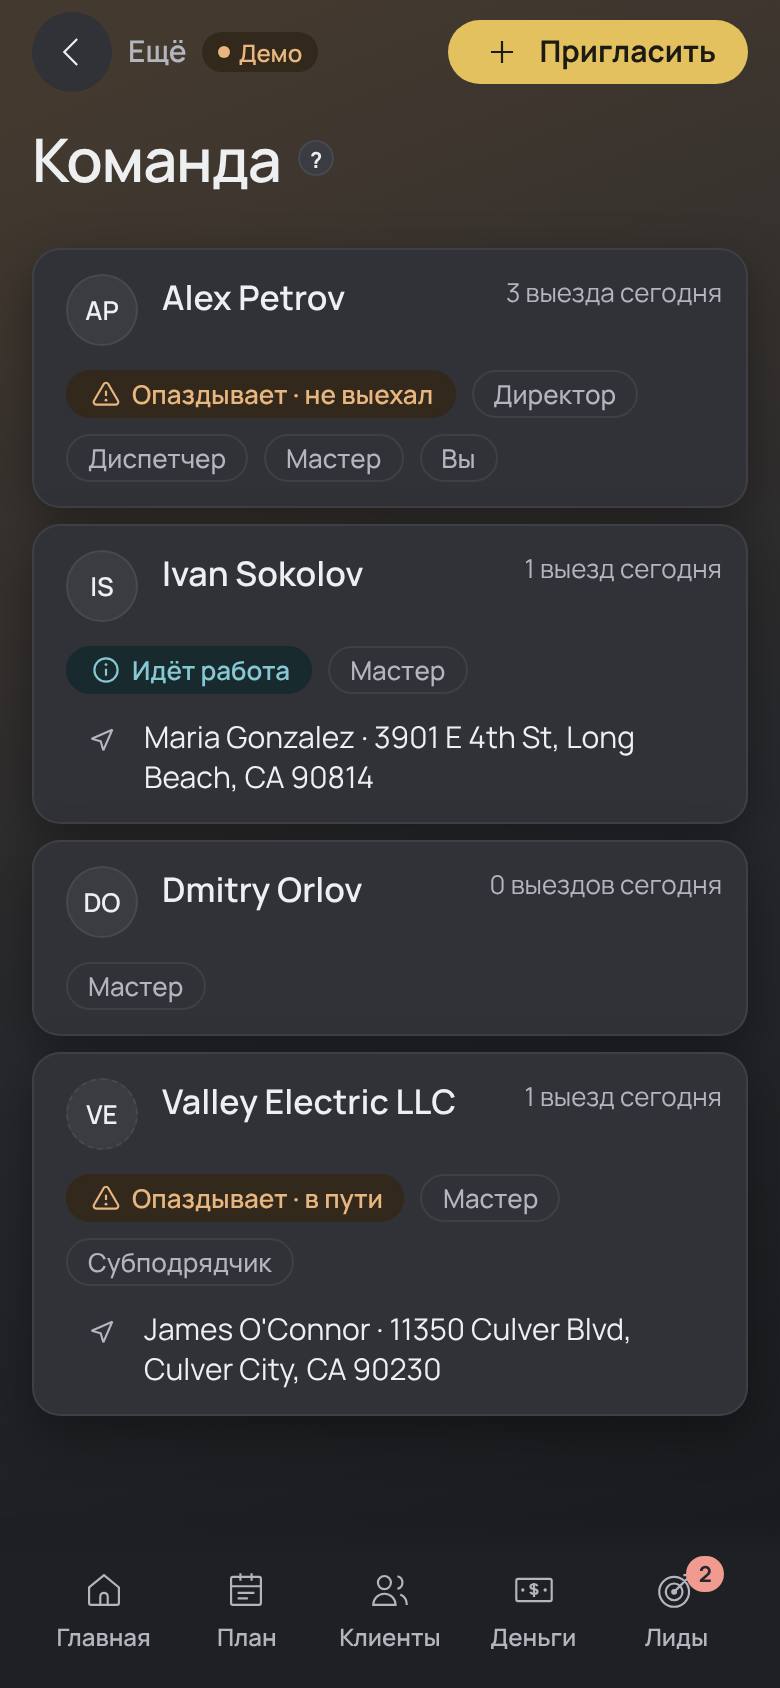 Ещё
Демо
+ Пригласить
Команда ?
AP Alex Petrov 3 выезда сегодня
Опаздывает · не выехал Директор
Диспетчер Мастер Вы
IS Ivan Sokolov 1 выезд сегодня
Идёт работа Мастер
Maria Gonzalez · 3901 E 4th St, Long
Beach, CA 90814
DO Dmitry Orlov 0 выездов сегодня
Мастер
VE Valley Electric LLC 1 выезд сегодня
Опаздывает · в пути Мастер
Субподрядчик
James O'Connor · 11350 Culver Blvd,
Culver City, CA 90230
2
Главная План Клиенты Деньги Лиды